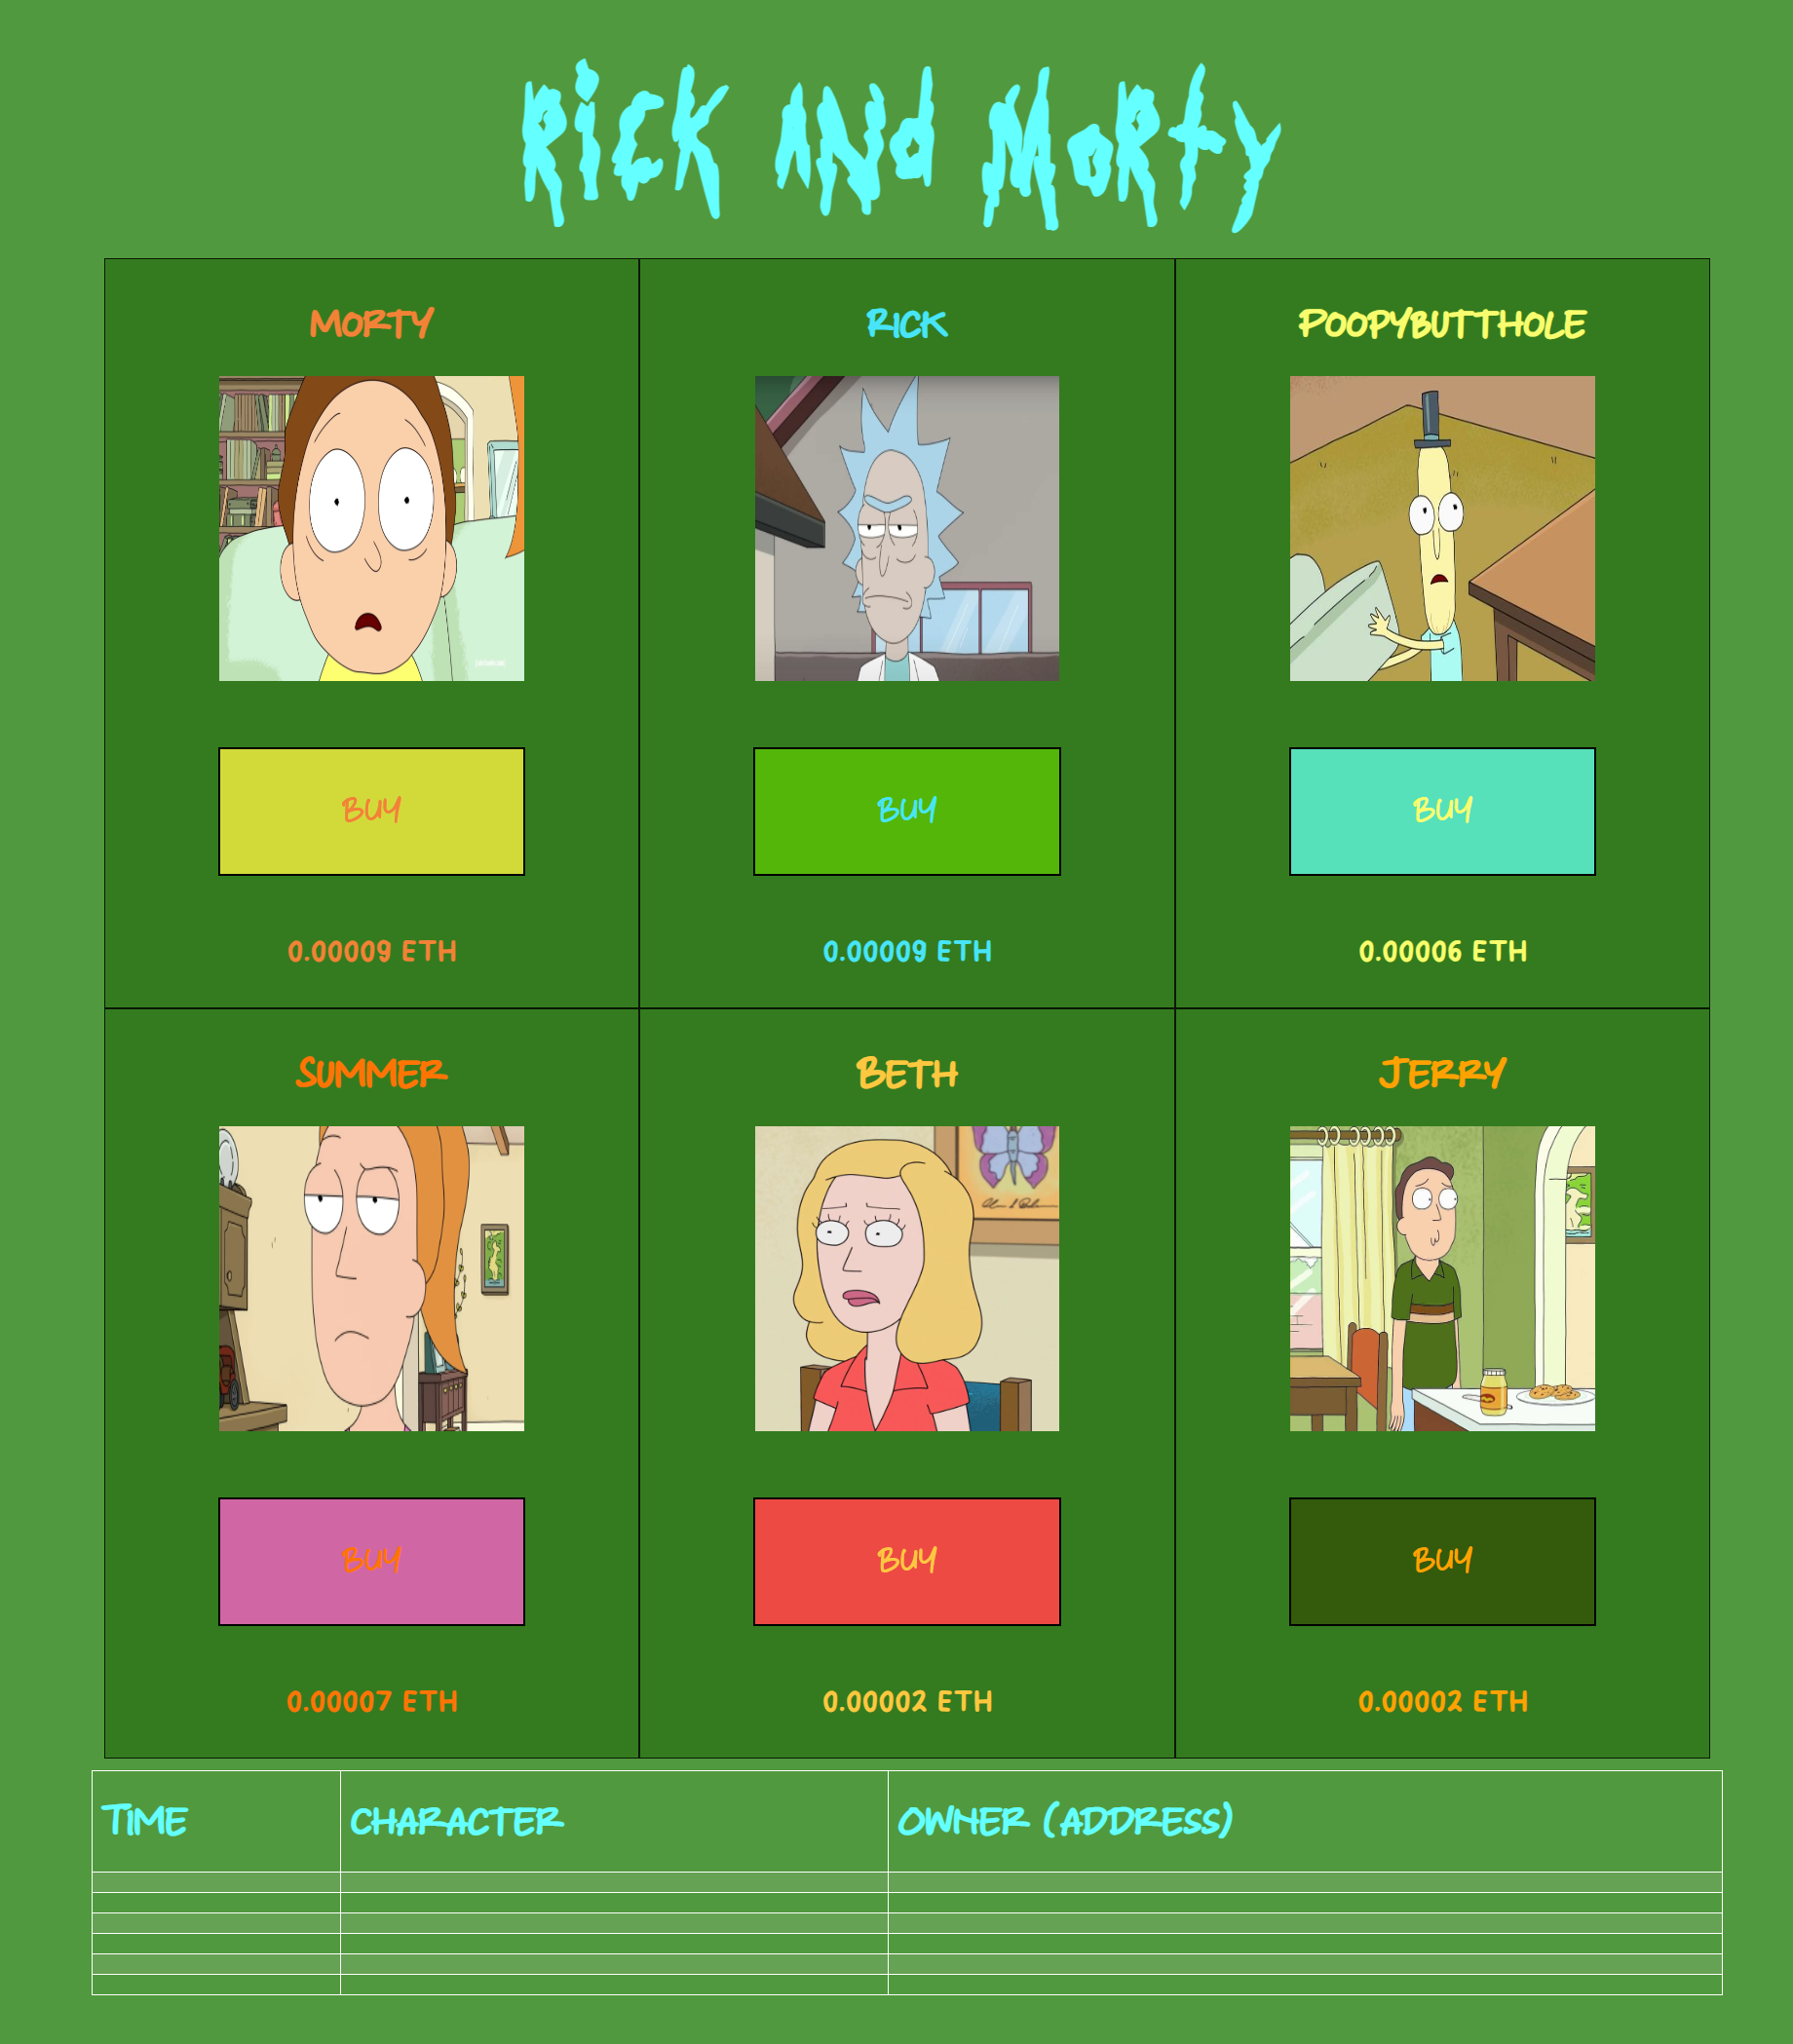 Rick and Morty
MORTY
RICK
POOPYBUTTHOLE
BUY
BUY
BUY
0.00009 ETH
0.00009 ETH
0.00006 ETH
SUMMER
BETH
JERRY
BUY
BUY
BUY
0.00007 ETH
0.00002 ETH
0.00002 ETH
TIME
CHARACTER
OWNER (ADDRESS)